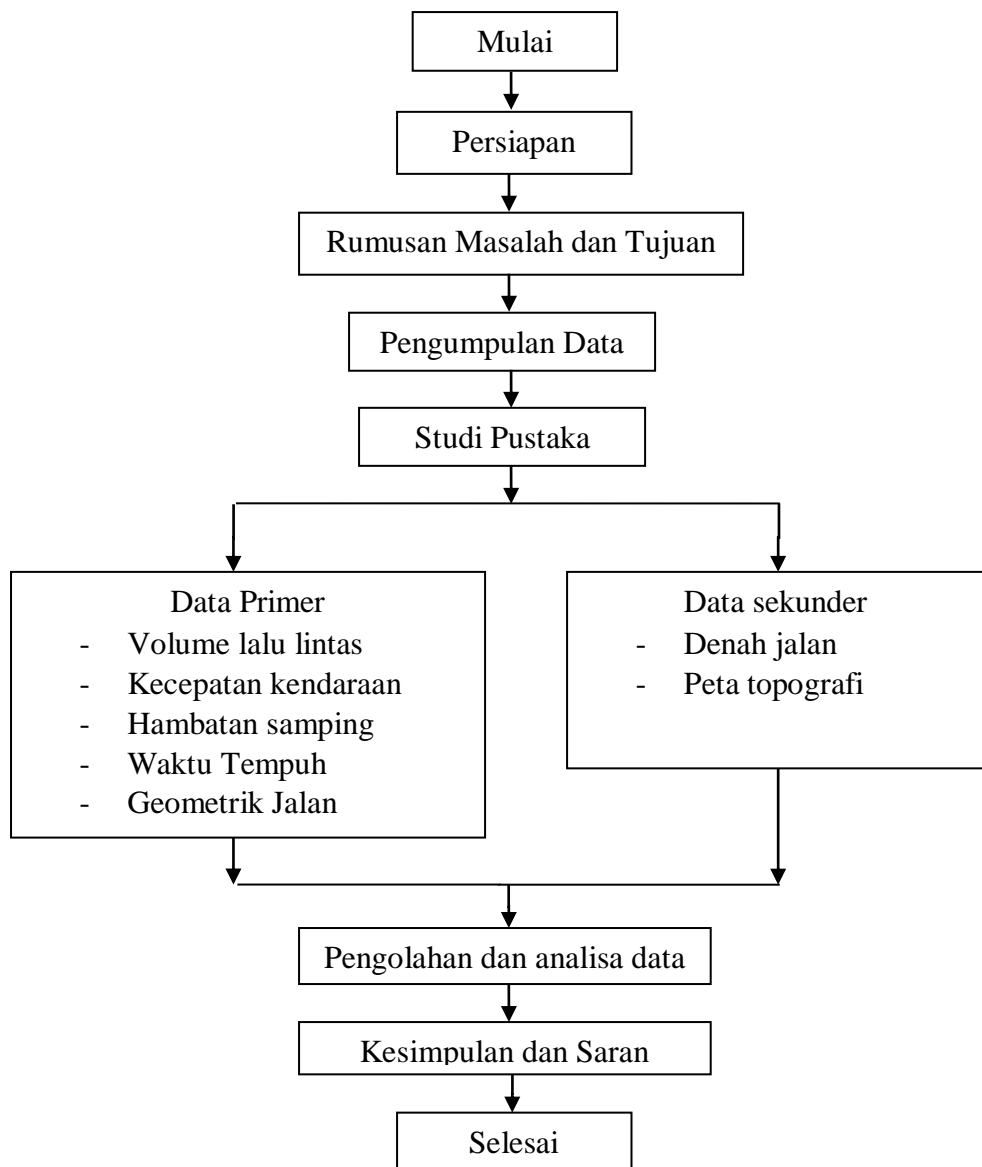 Mulai
Persiapan
Rumusan Masalah dan Tujuan
Pengumpulan Data
Studi Pustaka
Data Primer
- Volume lalu lintas
- Kecepatan kendaraan
- Hambatan samping
- Waktu Tempuh
- Geometrik Jalan
Data sekunder
- Denah jalan
- Peta topografi
Pengolahan dan analisa data
Kesimpulan dan Saran
Selesai